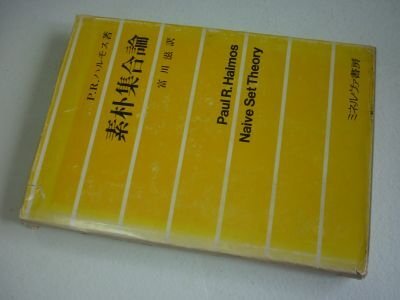 P.R.ハルモス 著
素朴集合論
富川 滋 訳
Paul R. Halmos
Naive Set Theory
ミネルヴァ書房